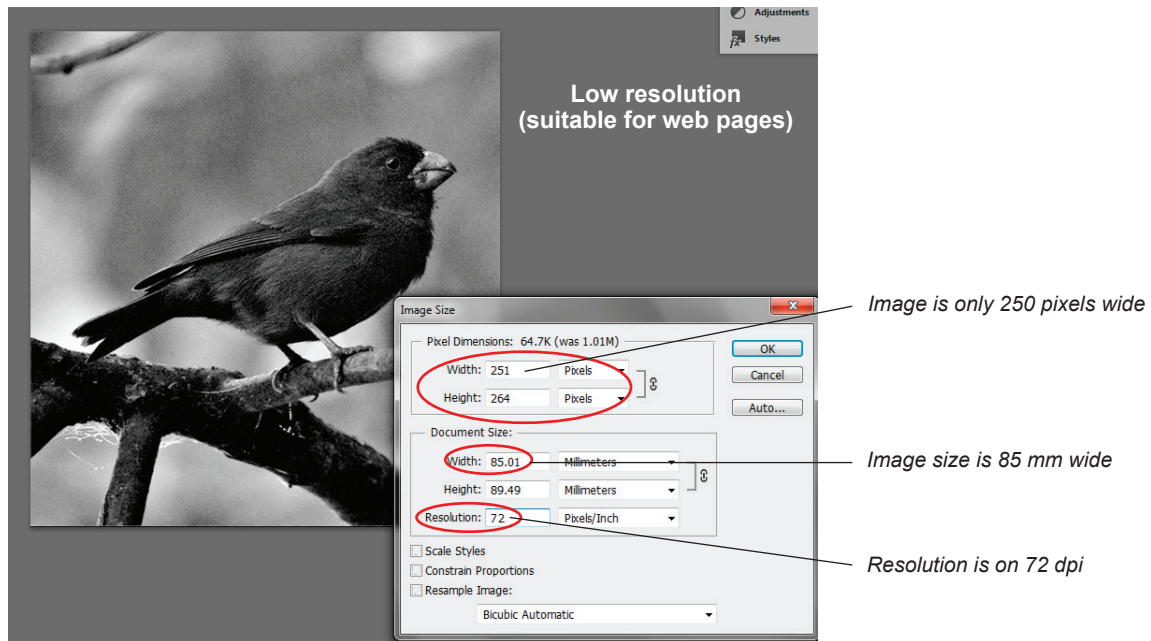 Adjustments
Styles
Low resolution
(suitable for web pages)
Image Size
Pixel Dimensions: 64.7K (was 1.01M)
Width: 251 Pixels
Height: 264 Pixels
OK
Cancel
Auto...
Document Size:
Width: 85.01 Millimeters
Height: 89.49 Millimeters
Resolution: 72 Pixels/Inch
Scale Styles
Constrain Proportions
Resample Image:
Bicubic Automatic
Image is only 250 pixels wide
Image size is 85 mm wide
Resolution is on 72 dpi